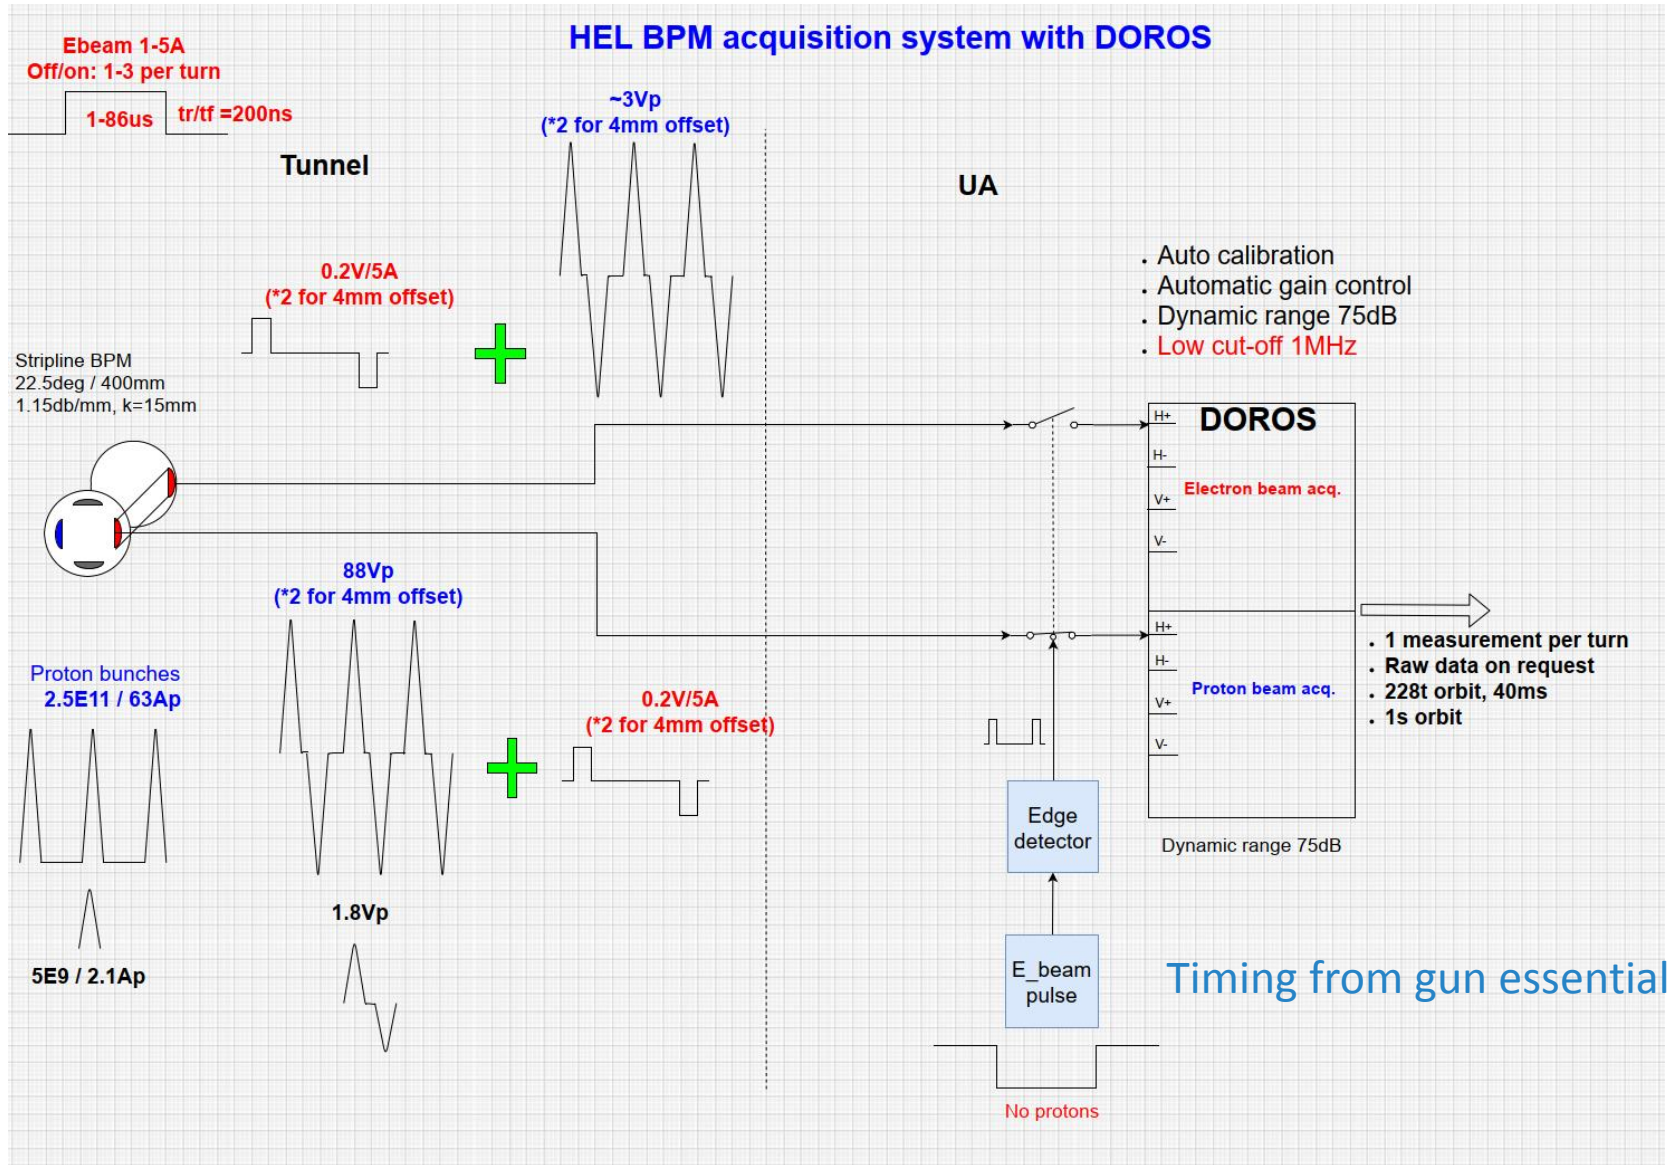 HEL BPM acquisition system with DOROS
Ebeam 1-5A
Off/on: 1-3 per turn
1-86us
tr/tf =200ns
~3Vp
(*2 for 4mm offset)
Tunnel
UA
0.2V/5A
(*2 for 4mm offset)
. Auto calibration
. Automatic gain control
. Dynamic range 75dB
. Low cut-off 1MHz
Stripline BPM
22.5deg / 400mm
1.15db/mm, k=15mm
DOROS
H+
H-
Electron beam acq.
V+
V-
88Vp
(*2 for 4mm offset)
H+
H-
Proton beam acq.
V+
V-
. 1 measurement per turn
. Raw data on request
. 228t orbit, 40ms
. 1s orbit
Proton bunches
2.5E11 / 63Ap
0.2V/5A
(*2 for 4mm offset)
Edge
detector
Dynamic range 75dB
1.8Vp
5E9 / 2.1Ap
E_beam
pulse
Timing from gun essential
No protons